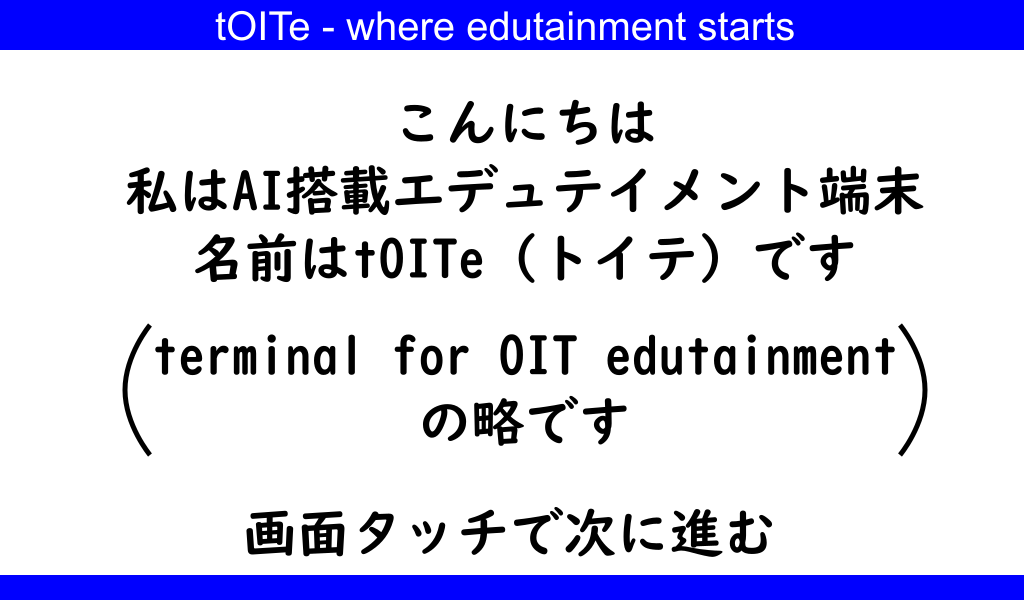 tOITe - where edutainment starts
こんにちは
私はAI搭載エデュテイメント端末
名前はtOITe（トイテ）です
（terminal for OIT edutainment
の略です）
画面タッチで次に進む